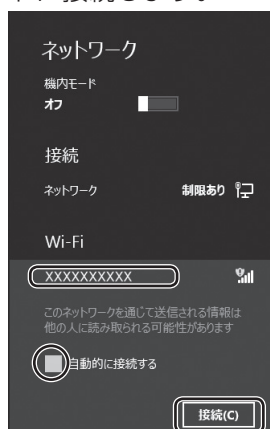 ネットワーク
機内モード
オフ
接続
ネットワーク 制限あり
Wi-Fi
XXXXXXXXXX
このネットワークを通じて送信される情報は
他の人に読み取られる可能性があります
自動的に接続する
接続(C)